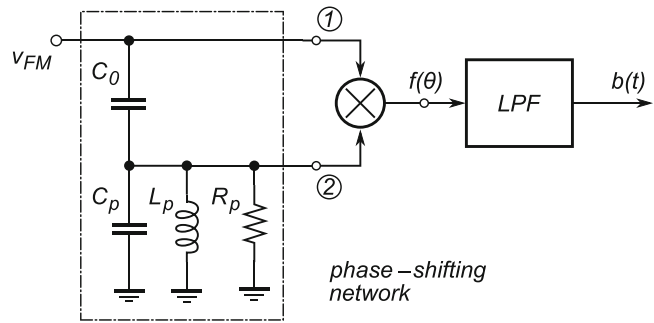 1
v_FM
C_0
f(θ)
LPF
b(t)
2
C_p
L_p
R_p
phase – shifting
network